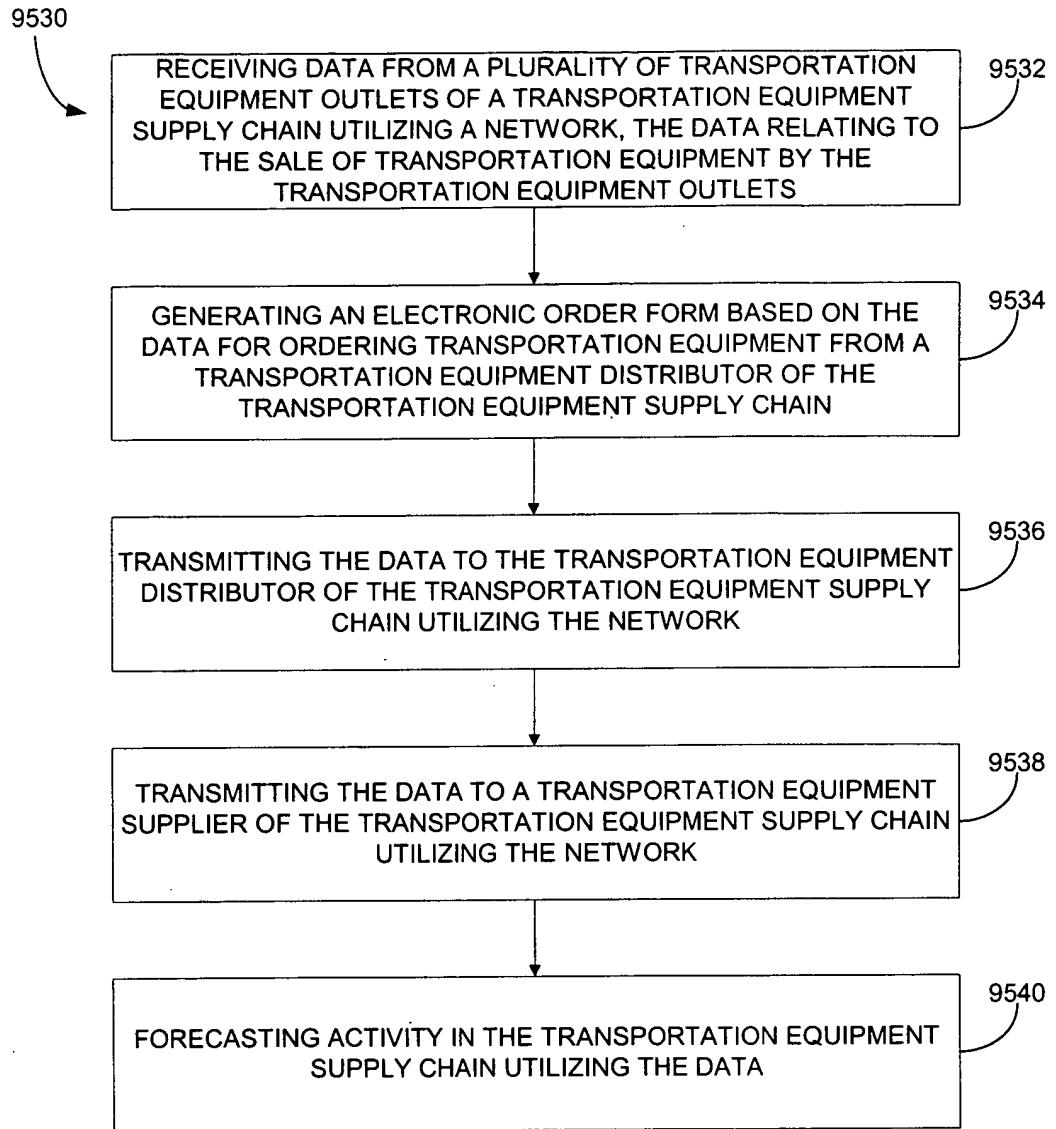 9530
RECEIVING DATA FROM A PLURALITY OF TRANSPORTATION
EQUIPMENT OUTLETS OF A TRANSPORTATION EQUIPMENT
SUPPLY CHAIN UTILIZING A NETWORK, THE DATA RELATING TO
THE SALE OF TRANSPORTATION EQUIPMENT BY THE
TRANSPORTATION EQUIPMENT OUTLETS
9532
GENERATING AN ELECTRONIC ORDER FORM BASED ON THE
DATA FOR ORDERING TRANSPORTATION EQUIPMENT FROM A
TRANSPORTATION EQUIPMENT DISTRIBUTOR OF THE
TRANSPORTATION EQUIPMENT SUPPLY CHAIN
9534
TRANSMITTING THE DATA TO THE TRANSPORTATION EQUIPMENT
DISTRIBUTOR OF THE TRANSPORTATION EQUIPMENT SUPPLY
CHAIN UTILIZING THE NETWORK
9536
TRANSMITTING THE DATA TO A TRANSPORTATION EQUIPMENT
SUPPLIER OF THE TRANSPORTATION EQUIPMENT SUPPLY CHAIN
UTILIZING THE NETWORK
9538
FORECASTING ACTIVITY IN THE TRANSPORTATION EQUIPMENT
SUPPLY CHAIN UTILIZING THE DATA
9540